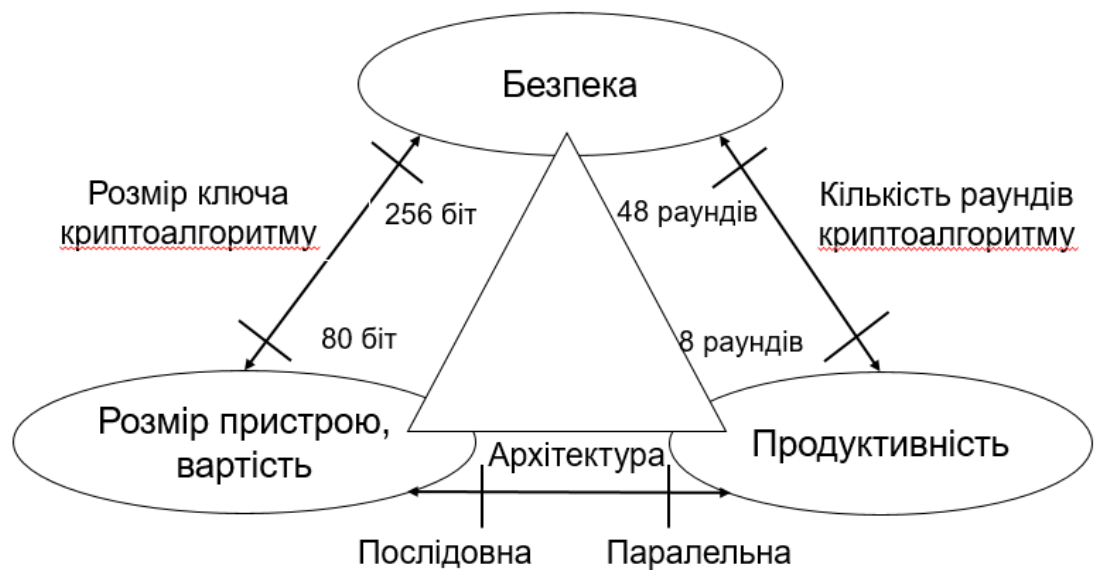 Безпека
Розмір ключа
криптоалгоритму
256 біт
48 раундів
Кількість раундів
криптоалгоритму
80 біт
8 раундів
Розмір пристрою,
вартість
Архітектура
Продуктивність
Послідовна
Паралельна